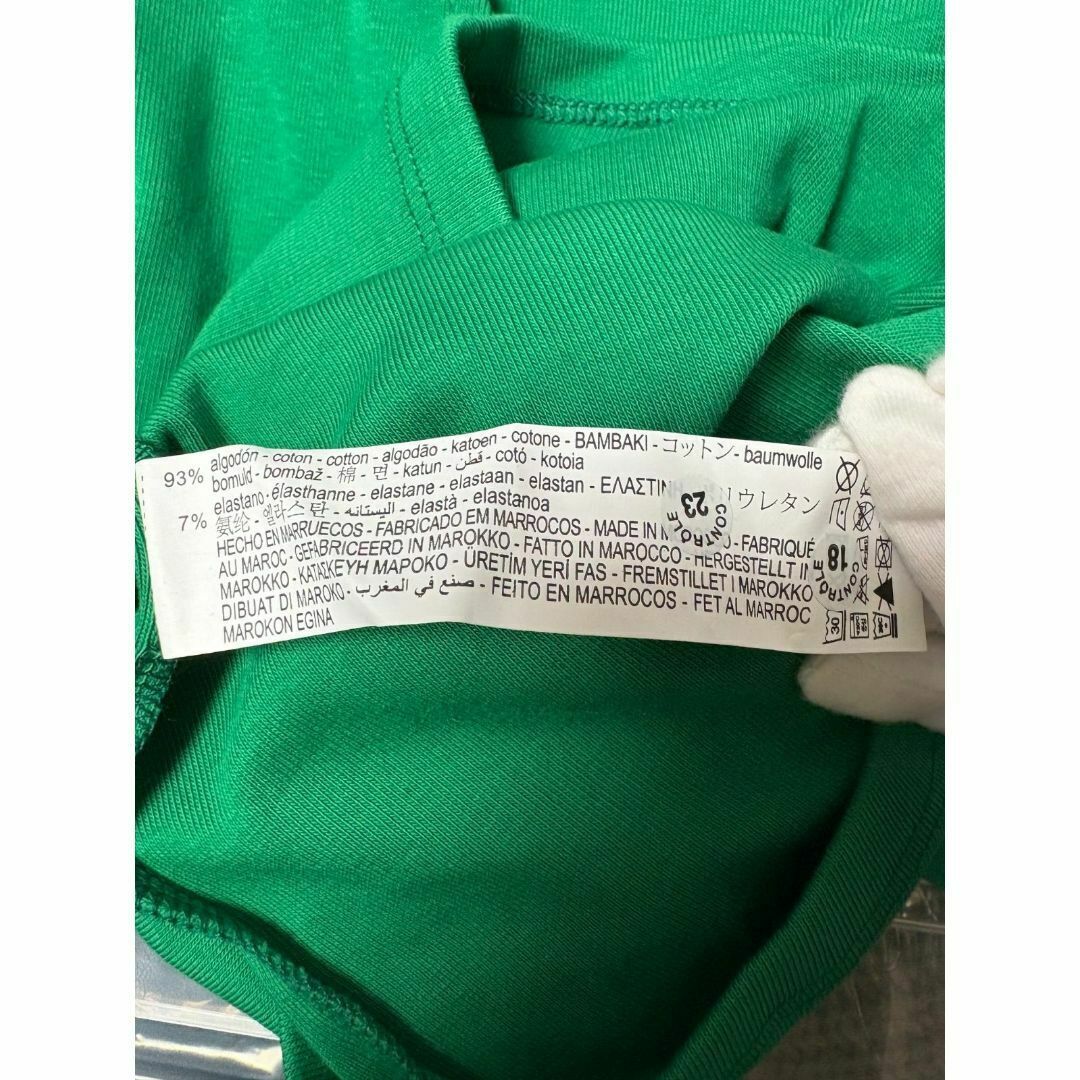 93% algodón - coton - cotton - algodão - katoen - cotone - BAMBAKI - コットン - baumwolle
bomuld - bombaž - 棉 - 면 - katun - قطن - cotó - kotoia
7% elastano - élasthanne - elastane - elastaan - elastan - ΕΛΑΣΤΙΝ ウレタン
氨纶 - 엘라스탄 - اليستانه - elastà - elastanoa
HECHO EN MARRUECOS - FABRICADO EM MARROCOS - MADE IN M - FABRIQUÉ
AU MAROC - GEFABRICEERD IN MAROKKO - FATTO IN MAROCCO - HERGESTELLT IN
MAROKKO - ΚΑΤΑΣΚΕΥΗ ΜΑΡΟΚΟ - ÜRETİM YERİ FAS - FREMSTILLET I MAROKKO
DIBUAT DI MAROKO - صنع في المغرب - FEITO EN MARROCOS - FET AL MARROC
MAROKON EGINA
CONTROLE 23
CONTROLE 18
30